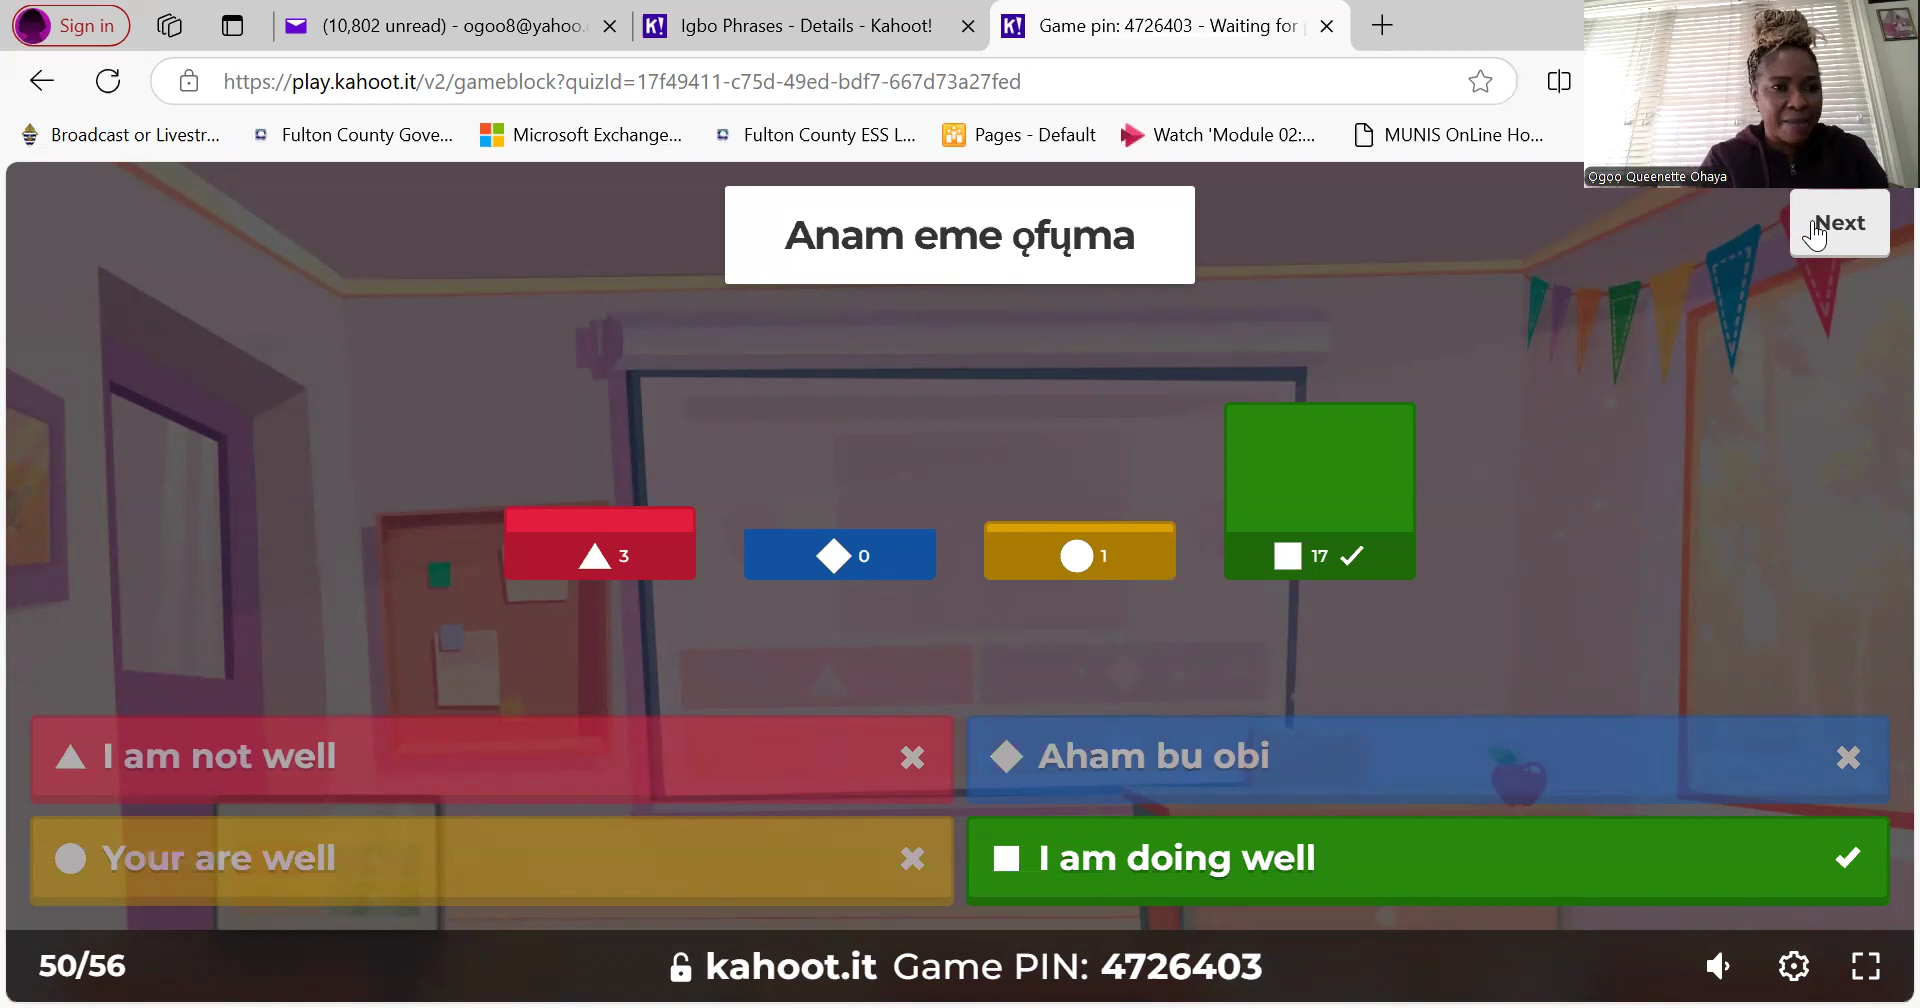 Sign in
(10,802 unread) - ogoo8@yahoo.
Igbo Phrases - Details - Kahoot!
Game pin: 4726403 - Waiting for
https://play.kahoot.it/v2/gameblock?quizId=17f49411-c75d-49ed-bdf7-667d73a27fed
Broadcast or Livestr...
Fulton County Gove...
Microsoft Exchange...
Fulton County ESS L...
Pages - Default
Watch 'Module 02:...
MUNIS OnLine Ho...
Ọgọọ Queenette Ohaya
Next
Anam eme ọfụma
3
0
1
17
I am not well
Aham bu obi
Your are well
I am doing well
50/56
kahoot.it Game PIN: 4726403